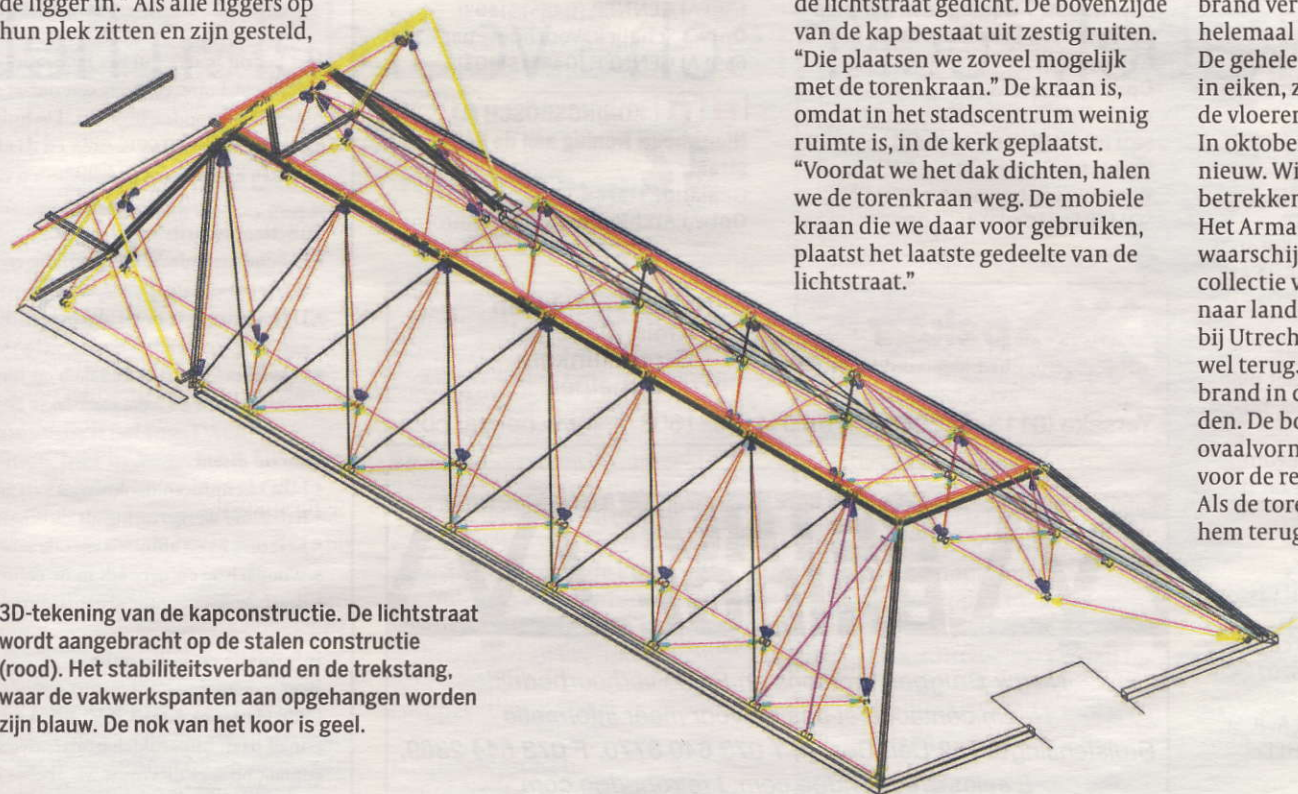 de ligger in.” Als alle liggers op
hun plek zitten en zijn gesteld,
3D-tekening van de kapconstructie. De lichtstraat
wordt aangebracht op de stalen constructie
(rood). Het stabiliteitsverband en de trekstang,
waar de vakwerkspanten aan opgehangen worden
zijn blauw. De nok van het koor is geel.
de lichtstraat gedicht. De bovenzijde
van de kap bestaat uit zestig ruiten.
“Die plaatsen we zoveel mogelijk
met de torenkraan.” De kraan is,
omdat in het stadscentrum weinig
ruimte is, in de kerk geplaatst.
“Voordat we het dak dichten, halen
we de torenkraan weg. De mobiele
kraan die we daar voor gebruiken,
plaatst het laatste gedeelte van de
lichtstraat.”
brand ver
helemaal
De gehele
in eiken, z
de vloeren
In oktobe
nieuw. Wi
betrekken
Het Arma
waarschij
collectie v
naar land
bij Utrech
wel terug.
brand in d
den. De bo
ovaalvorn
voor de re
Als de tore
hem terug